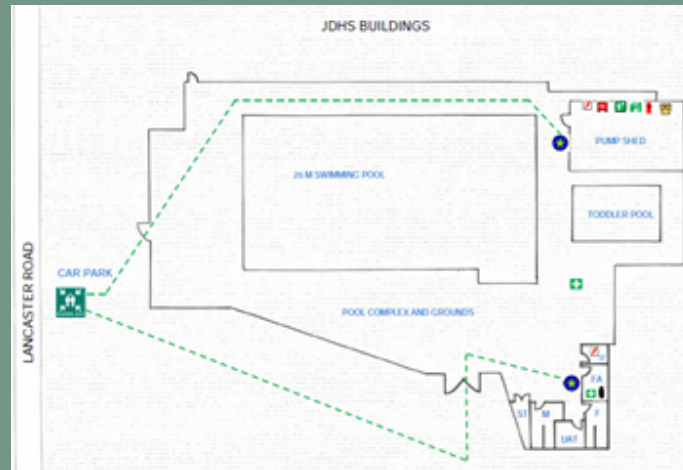 JDHS BUILDINGS
PUMP SHED
25 M SWIMMING POOL
TODDLER POOL
LANCASTER ROAD
CAR PARK
POOL COMPLEX AND GROUNDS
FA
ST
M
F
UAT